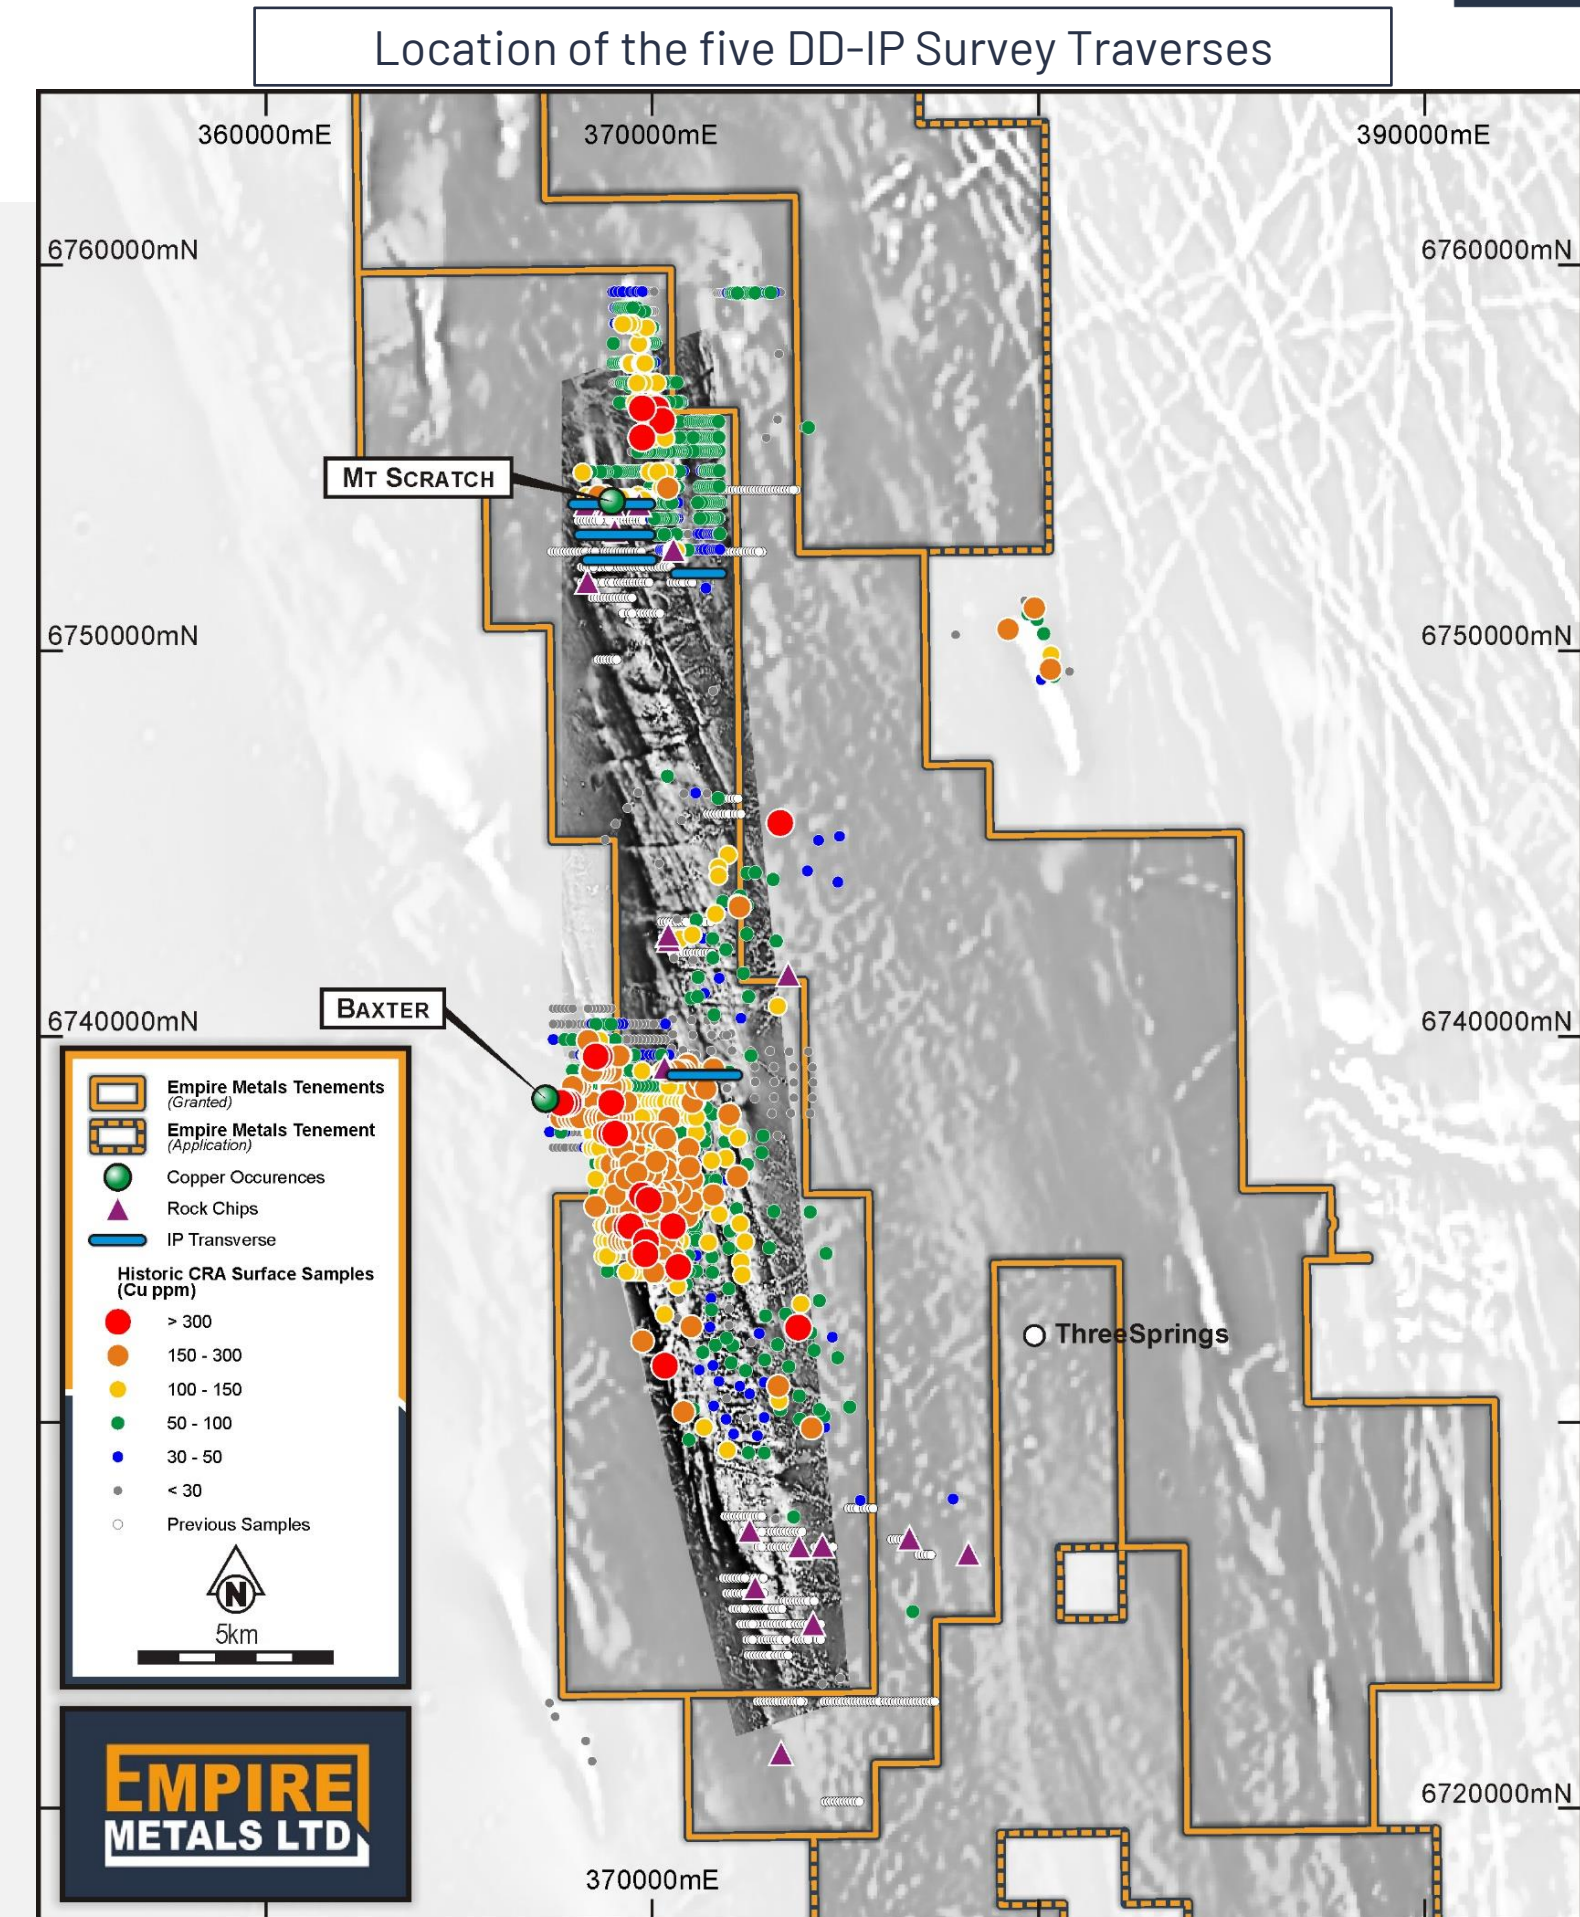 Location of the five DD-IP Survey Traverses
360000mE
370000mE
390000mE
6760000mN
6760000mN
MT SCRATCH
6750000mN
6750000mN
BAXTER
6740000mN
6740000mN
Empire Metals Tenements
(Granted)
Empire Metals Tenement
(Application)
Copper Occurences
Rock Chips
IP Transverse
Historic CRA Surface Samples
(Cu ppm)
> 300
150 - 300
100 - 150
50 - 100
30 - 50
< 30
Previous Samples
N
5km
ThreeSprings
6720000mN
EMPIRE
METALS LTD
370000mE